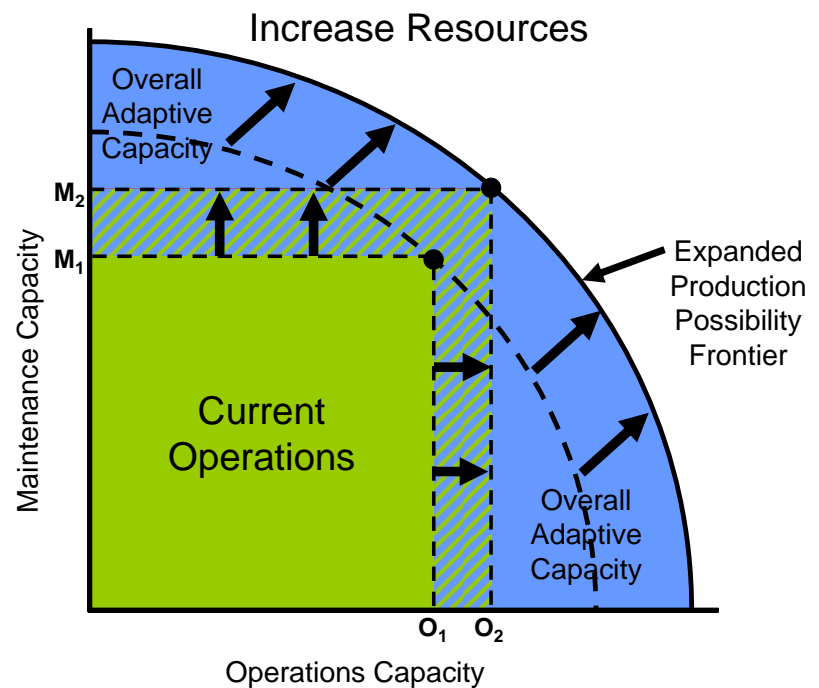 Increase Resources
Overall
Adaptive
Capacity
M₂
M₁
Maintenance Capacity
Current
Operations
Expanded
Production
Possibility
Frontier
Overall
Adaptive
Capacity
O₁ O₂
Operations Capacity